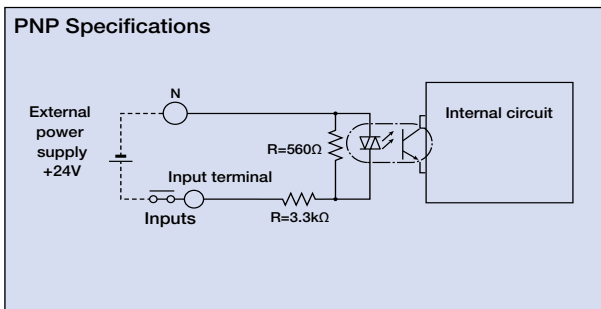 PNP Specifications
N
External
power
supply
+24V
Internal circuit
R=560Ω
Input terminal
Inputs
R=3.3kΩ